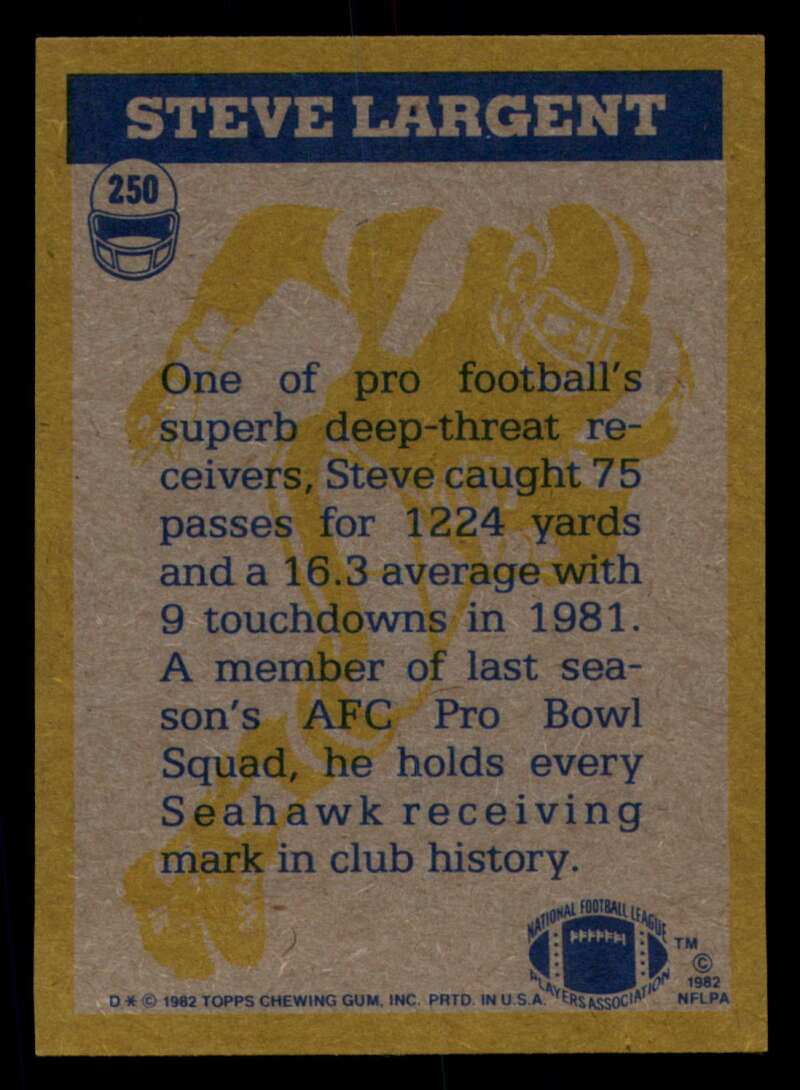 STEVE LARGENT
250
One of pro football's
superb deep-threat re-
ceivers, Steve caught 75
passes for 1224 yards
and a 16.3 average with
9 touchdowns in 1981.
A member of last sea-
son's AFC Pro Bowl
Squad, he holds every
Seahawk receiving
mark in club history.
NATIONAL FOOTBALL LEAGUE
PLAYERS ASSOCIATION
TM
©
1982
NFLPA
D * © 1982 TOPPS CHEWING GUM, INC. PRTD. IN U.S.A.